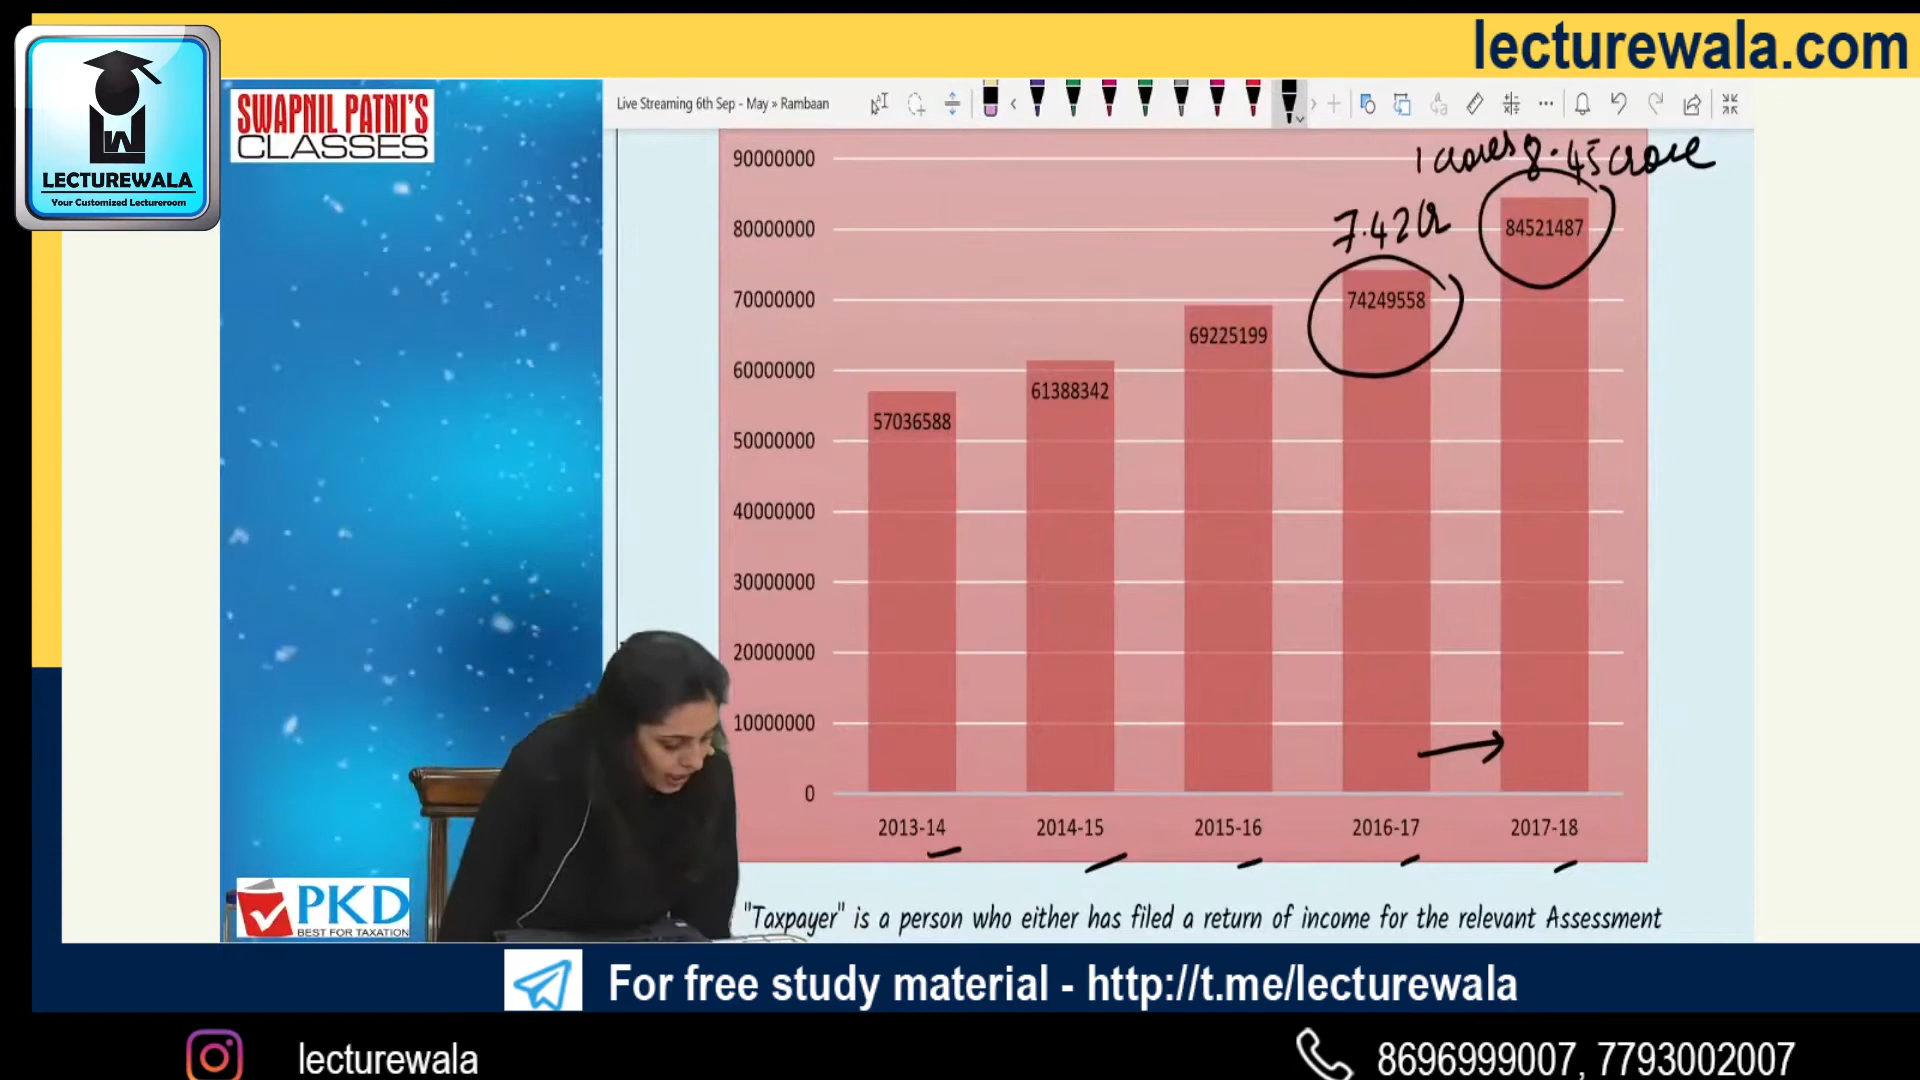 lecturewala.com
SWAPNIL PATNI'S
CLASSES
LECTUREWALA
Your Customized Lectureroom
Live Streaming 6th Sep - May » Rambaan
1 crores 8.45 crore
7.42 Cr
90000000
80000000
70000000
60000000
50000000
40000000
30000000
20000000
10000000
0
57036588
61388342
69225199
74249558
84521487
2013-14 2014-15 2015-16 2016-17 2017-18
"Taxpayer" is a person who either has filed a return of income for the relevant Assessment
PKD
BEST FOR TAXATION
For free study material - http://t.me/lecturewala
lecturewala
8696999007, 7793002007